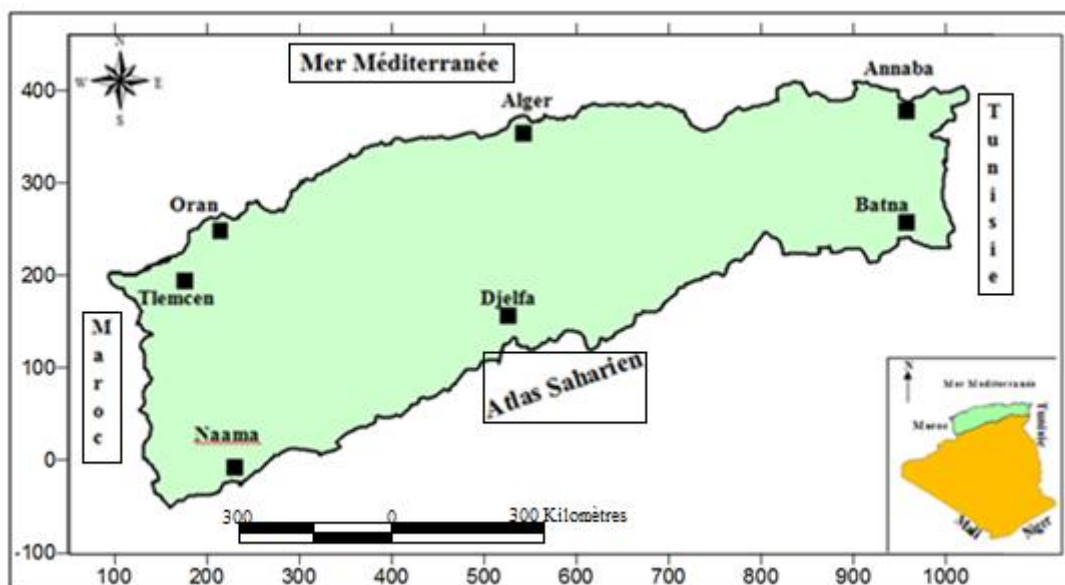 N
W E
S
Mer Méditerranée
Annaba
Alger
Tunisie
Oran
Batna
Tlemcen
Djelfa
Maroc
Atlas Saharien
Naama
300 0 300 Kilomètres
400
300
200
100
0
-100
100 200 300 400 500 600 700 800 900 1000
N
Mer Mediterranée
Maroc
Tunisie
Mali
Niger